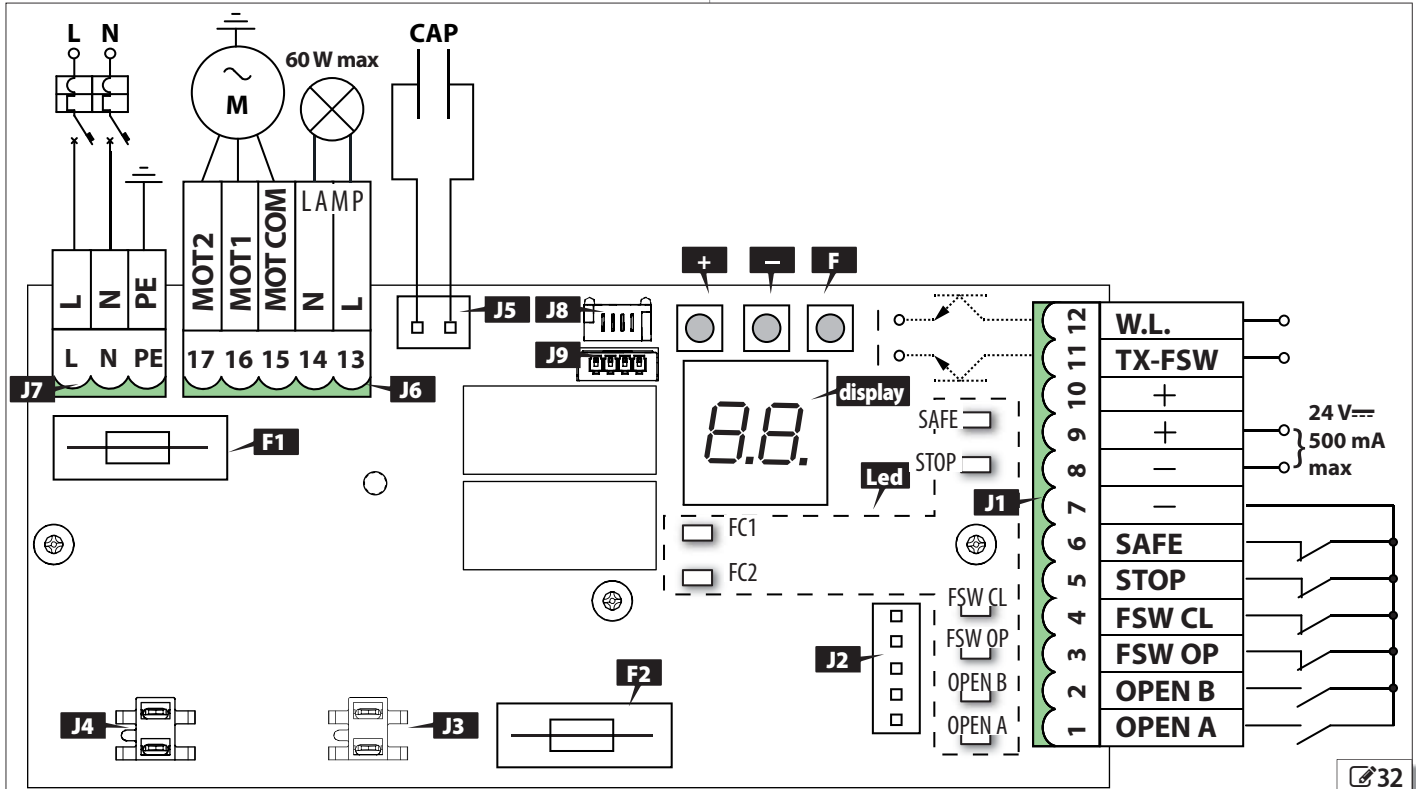 L N
CAP
60 W max
M
MOT2 MOT1 MOT COM LAMP N L
L N PE
+ − F
J5 J8
J9
L N PE
17 16 15 14 13
J7 J6
F1
display
8.8.
SAFE
STOP
Led
FC1
FC2
FSW CL
FSW OP
OPEN B
OPEN A
J1
J2
F2
J4 J3
12 W.L.
11 TX-FSW
10 +
9 +
8 −
7 −
6 SAFE
5 STOP
4 FSW CL
3 FSW OP
2 OPEN B
1 OPEN A
24 V⎓
500 mA
max
32